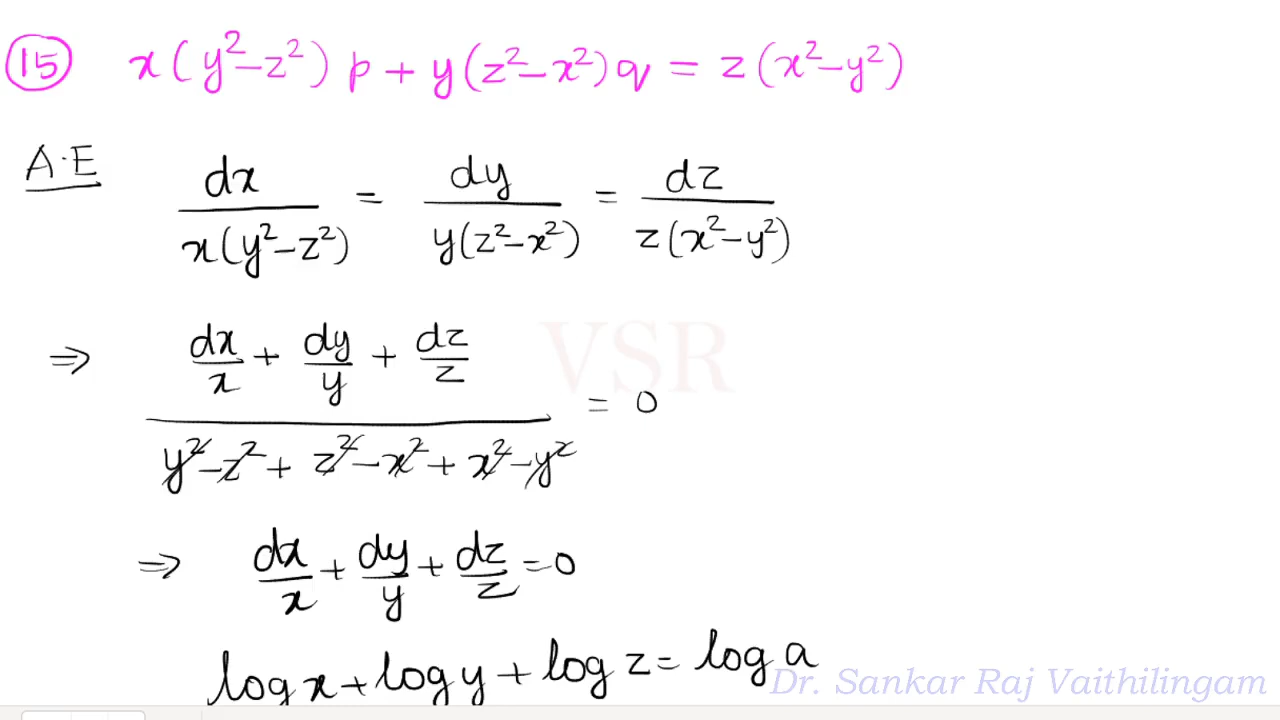 (15) x(y²-z²) p + y(z²-x²)q = z(x²-y²)
A.E
dx/x(y²-z²) = dy/y(z²-x²) = dz/z(x²-y²)
VSR
⇒ (dx/x + dy/y + dz/z)/(y²-z² + z²-x² + x²-y²) = 0
⇒ dx/x + dy/y + dz/z = 0
log x + log y + log z = log a
Dr. Sankar Raj Vaithilingam